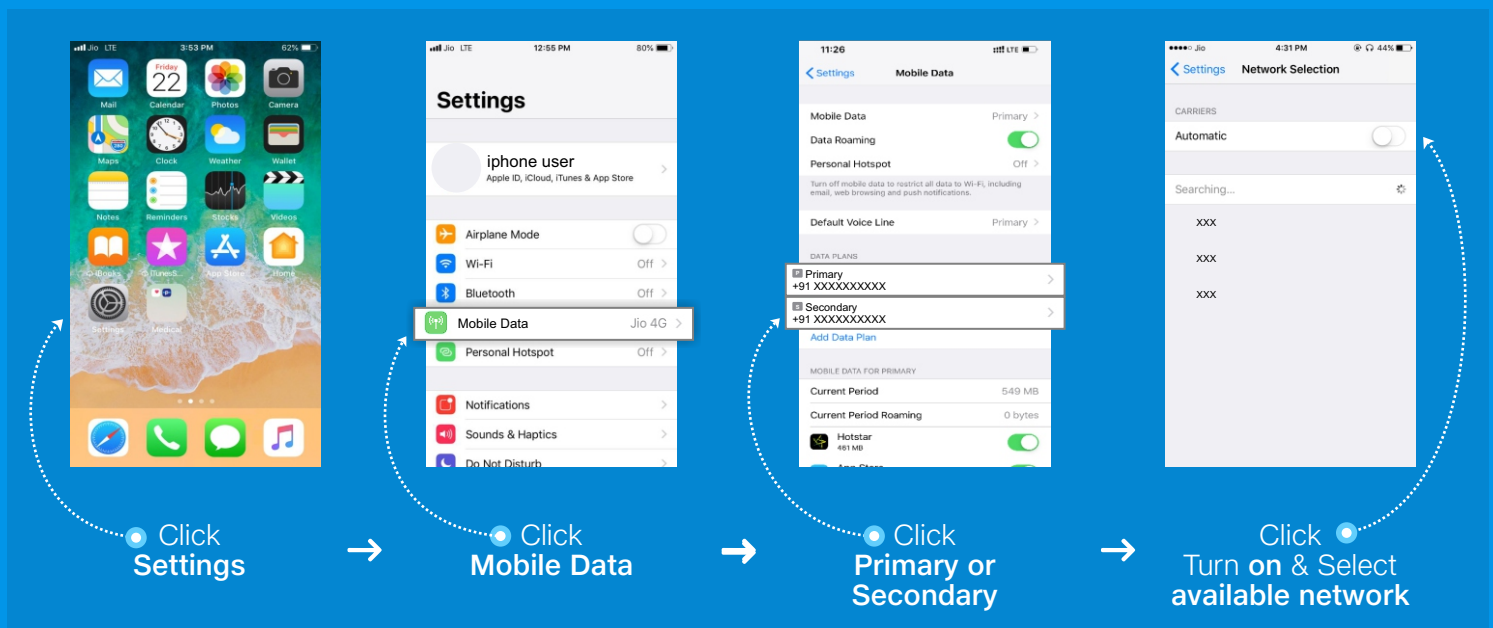 Jio LTE 3:53 PM 62%
Friday
22
Mail Calendar Photos Camera
Maps Clock Weather Wallet
Notes Reminders Stocks Videos
iBooks iTunesS... App Store Home
Settings Medical
Click
Settings
Jio LTE 12:55 PM 80%
Settings
iphone user
Apple ID, iCloud, iTunes & App Store
Airplane Mode
Wi-Fi Off
Bluetooth Off
Mobile Data Jio 4G
Personal Hotspot Off
Notifications
Sounds & Haptics
Do Not Disturb
Click
Mobile Data
11:26 LTE
Settings Mobile Data
Mobile Data Primary
Data Roaming
Personal Hotspot Off
Turn off mobile data to restrict all data to Wi-Fi, including
email, web browsing and push notifications.
Default Voice Line Primary
DATA PLANS
P Primary
+91 XXXXXXXXXX
S Secondary
+91 XXXXXXXXXX
Add Data Plan
MOBILE DATA FOR PRIMARY
Current Period 549 MB
Current Period Roaming 0 bytes
Hotstar
461 MB
App Store
Click
Primary or
Secondary
Jio 4:31 PM 44%
Settings Network Selection
CARRIERS
Automatic
Searching...
XXX
XXX
XXX
Click
Turn on & Select
available network